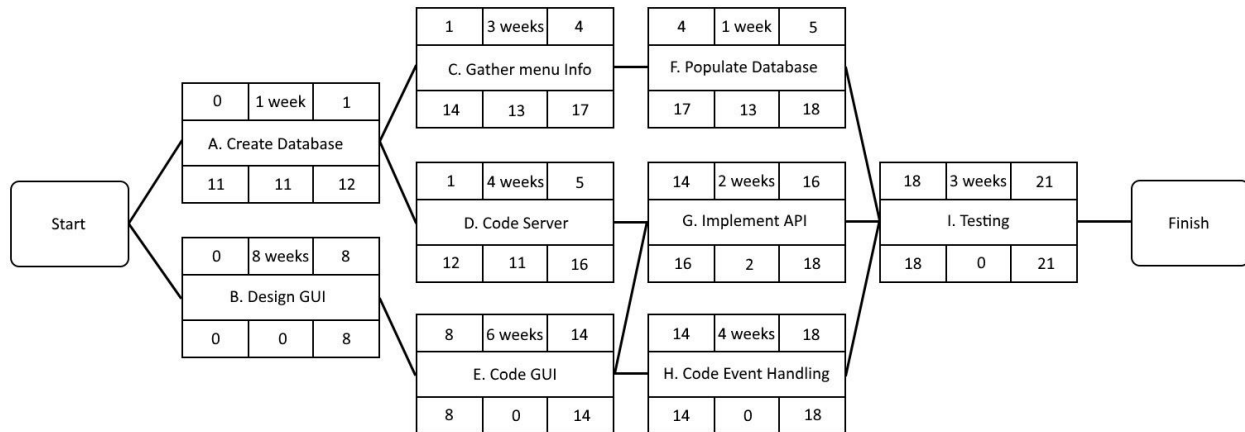 Start
0 1 week 1
A. Create Database
11 11 12
0 8 weeks 8
B. Design GUI
0 0 8
1 3 weeks 4
C. Gather menu Info
14 13 17
1 4 weeks 5
D. Code Server
12 11 16
8 6 weeks 14
E. Code GUI
8 0 14
4 1 week 5
F. Populate Database
17 13 18
14 2 weeks 16
G. Implement API
16 2 18
14 4 weeks 18
H. Code Event Handling
14 0 18
18 3 weeks 21
I. Testing
18 0 21
Finish